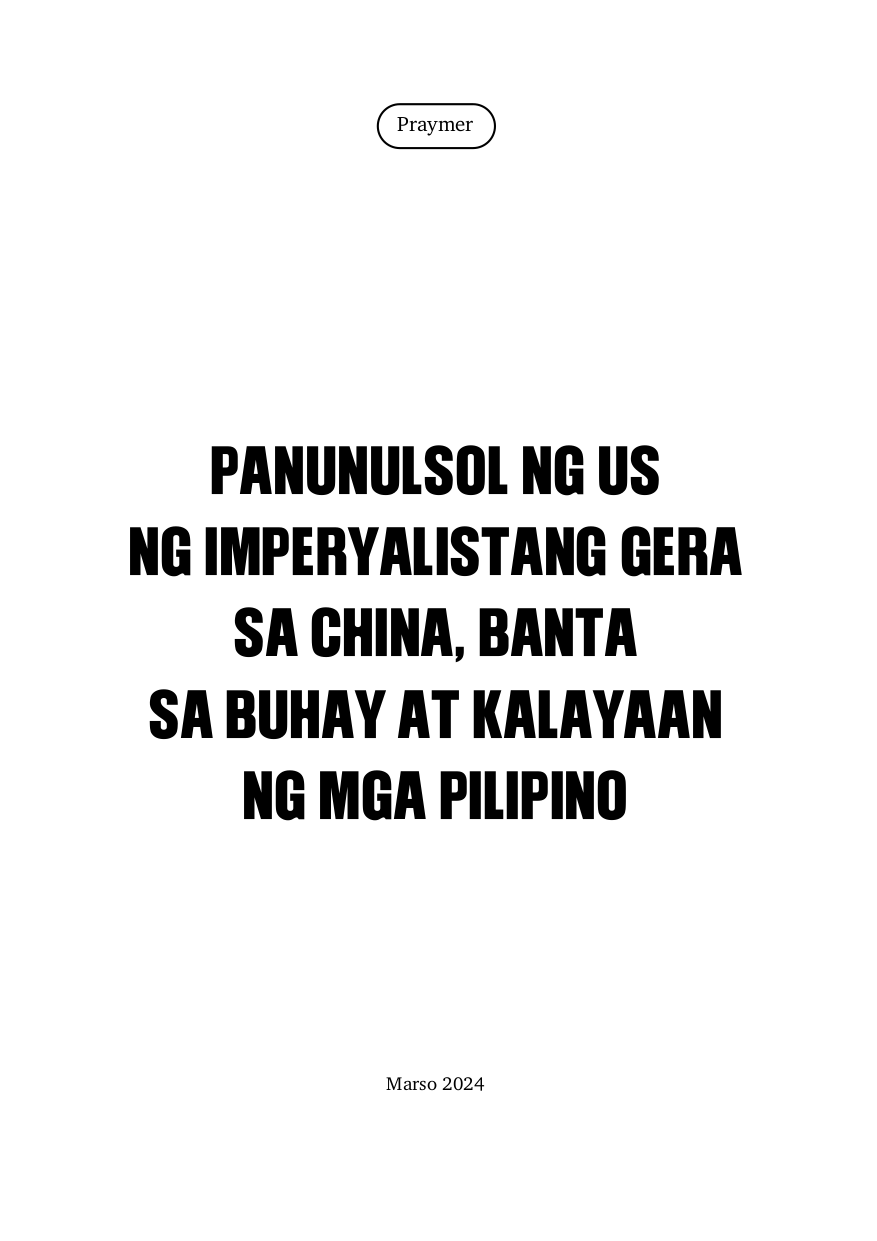 Praymer
PANUNULSOL NG US
NG IMPERYALISTANG GERA
SA CHINA, BANTA
SA BUHAY AT KALAYAAN
NG MGA PILIPINO
Marso 2024